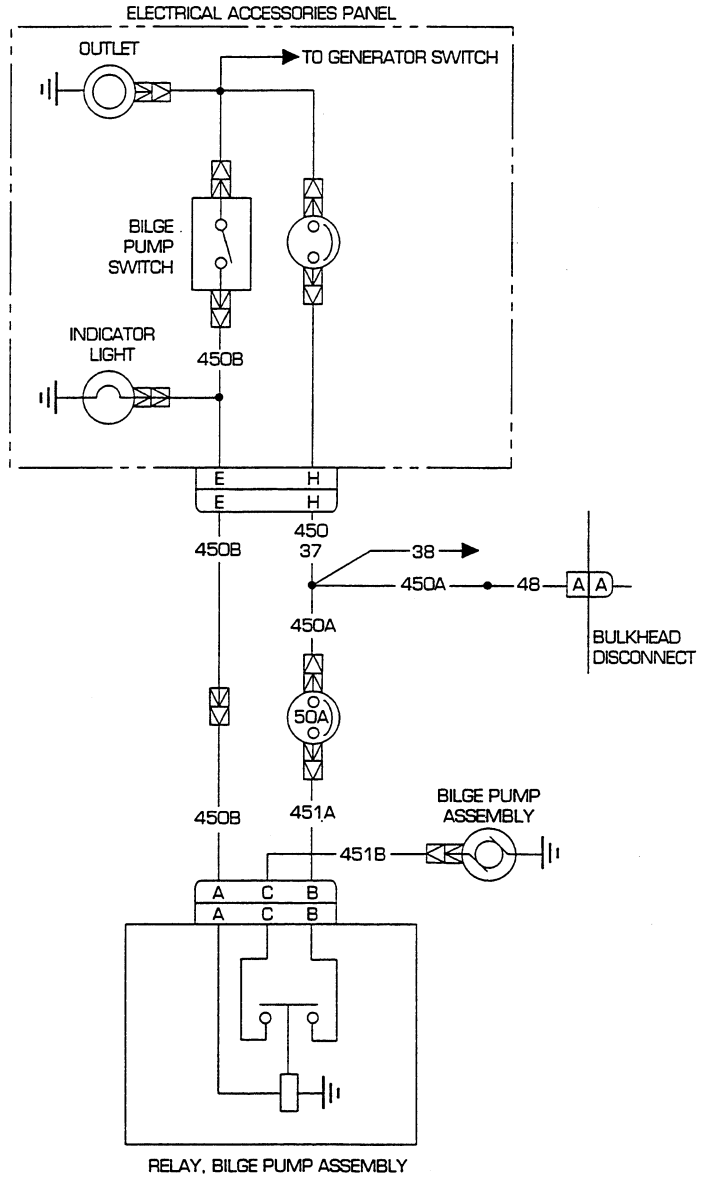 ELECTRICAL ACCESSORIES PANEL
OUTLET
TO GENERATOR SWITCH
BILGE
PUMP
SWITCH
INDICATOR
LIGHT
450B
E H
E H
450B
450
37
38
450A
48
A A
450A
BULKHEAD
DISCONNECT
50A
450B
451A
BILGE PUMP
ASSEMBLY
451B
A C B
A C B
RELAY, BILGE PUMP ASSEMBLY